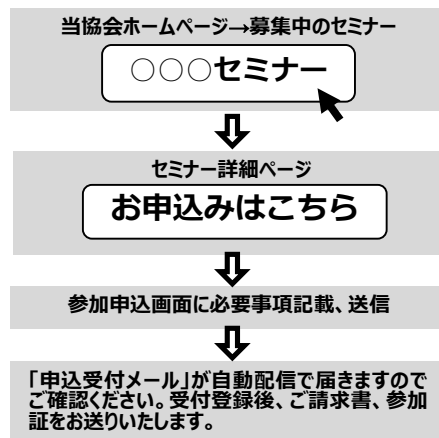 当協会ホームページ→募集中のセミナー
○○○セミナー
セミナー詳細ページ
お申込みはこちら
参加申込画面に必要事項記載、送信
「申込受付メール」が自動配信で届きますので
ご確認ください。受付登録後、ご請求書、参加
証をお送りいたします。